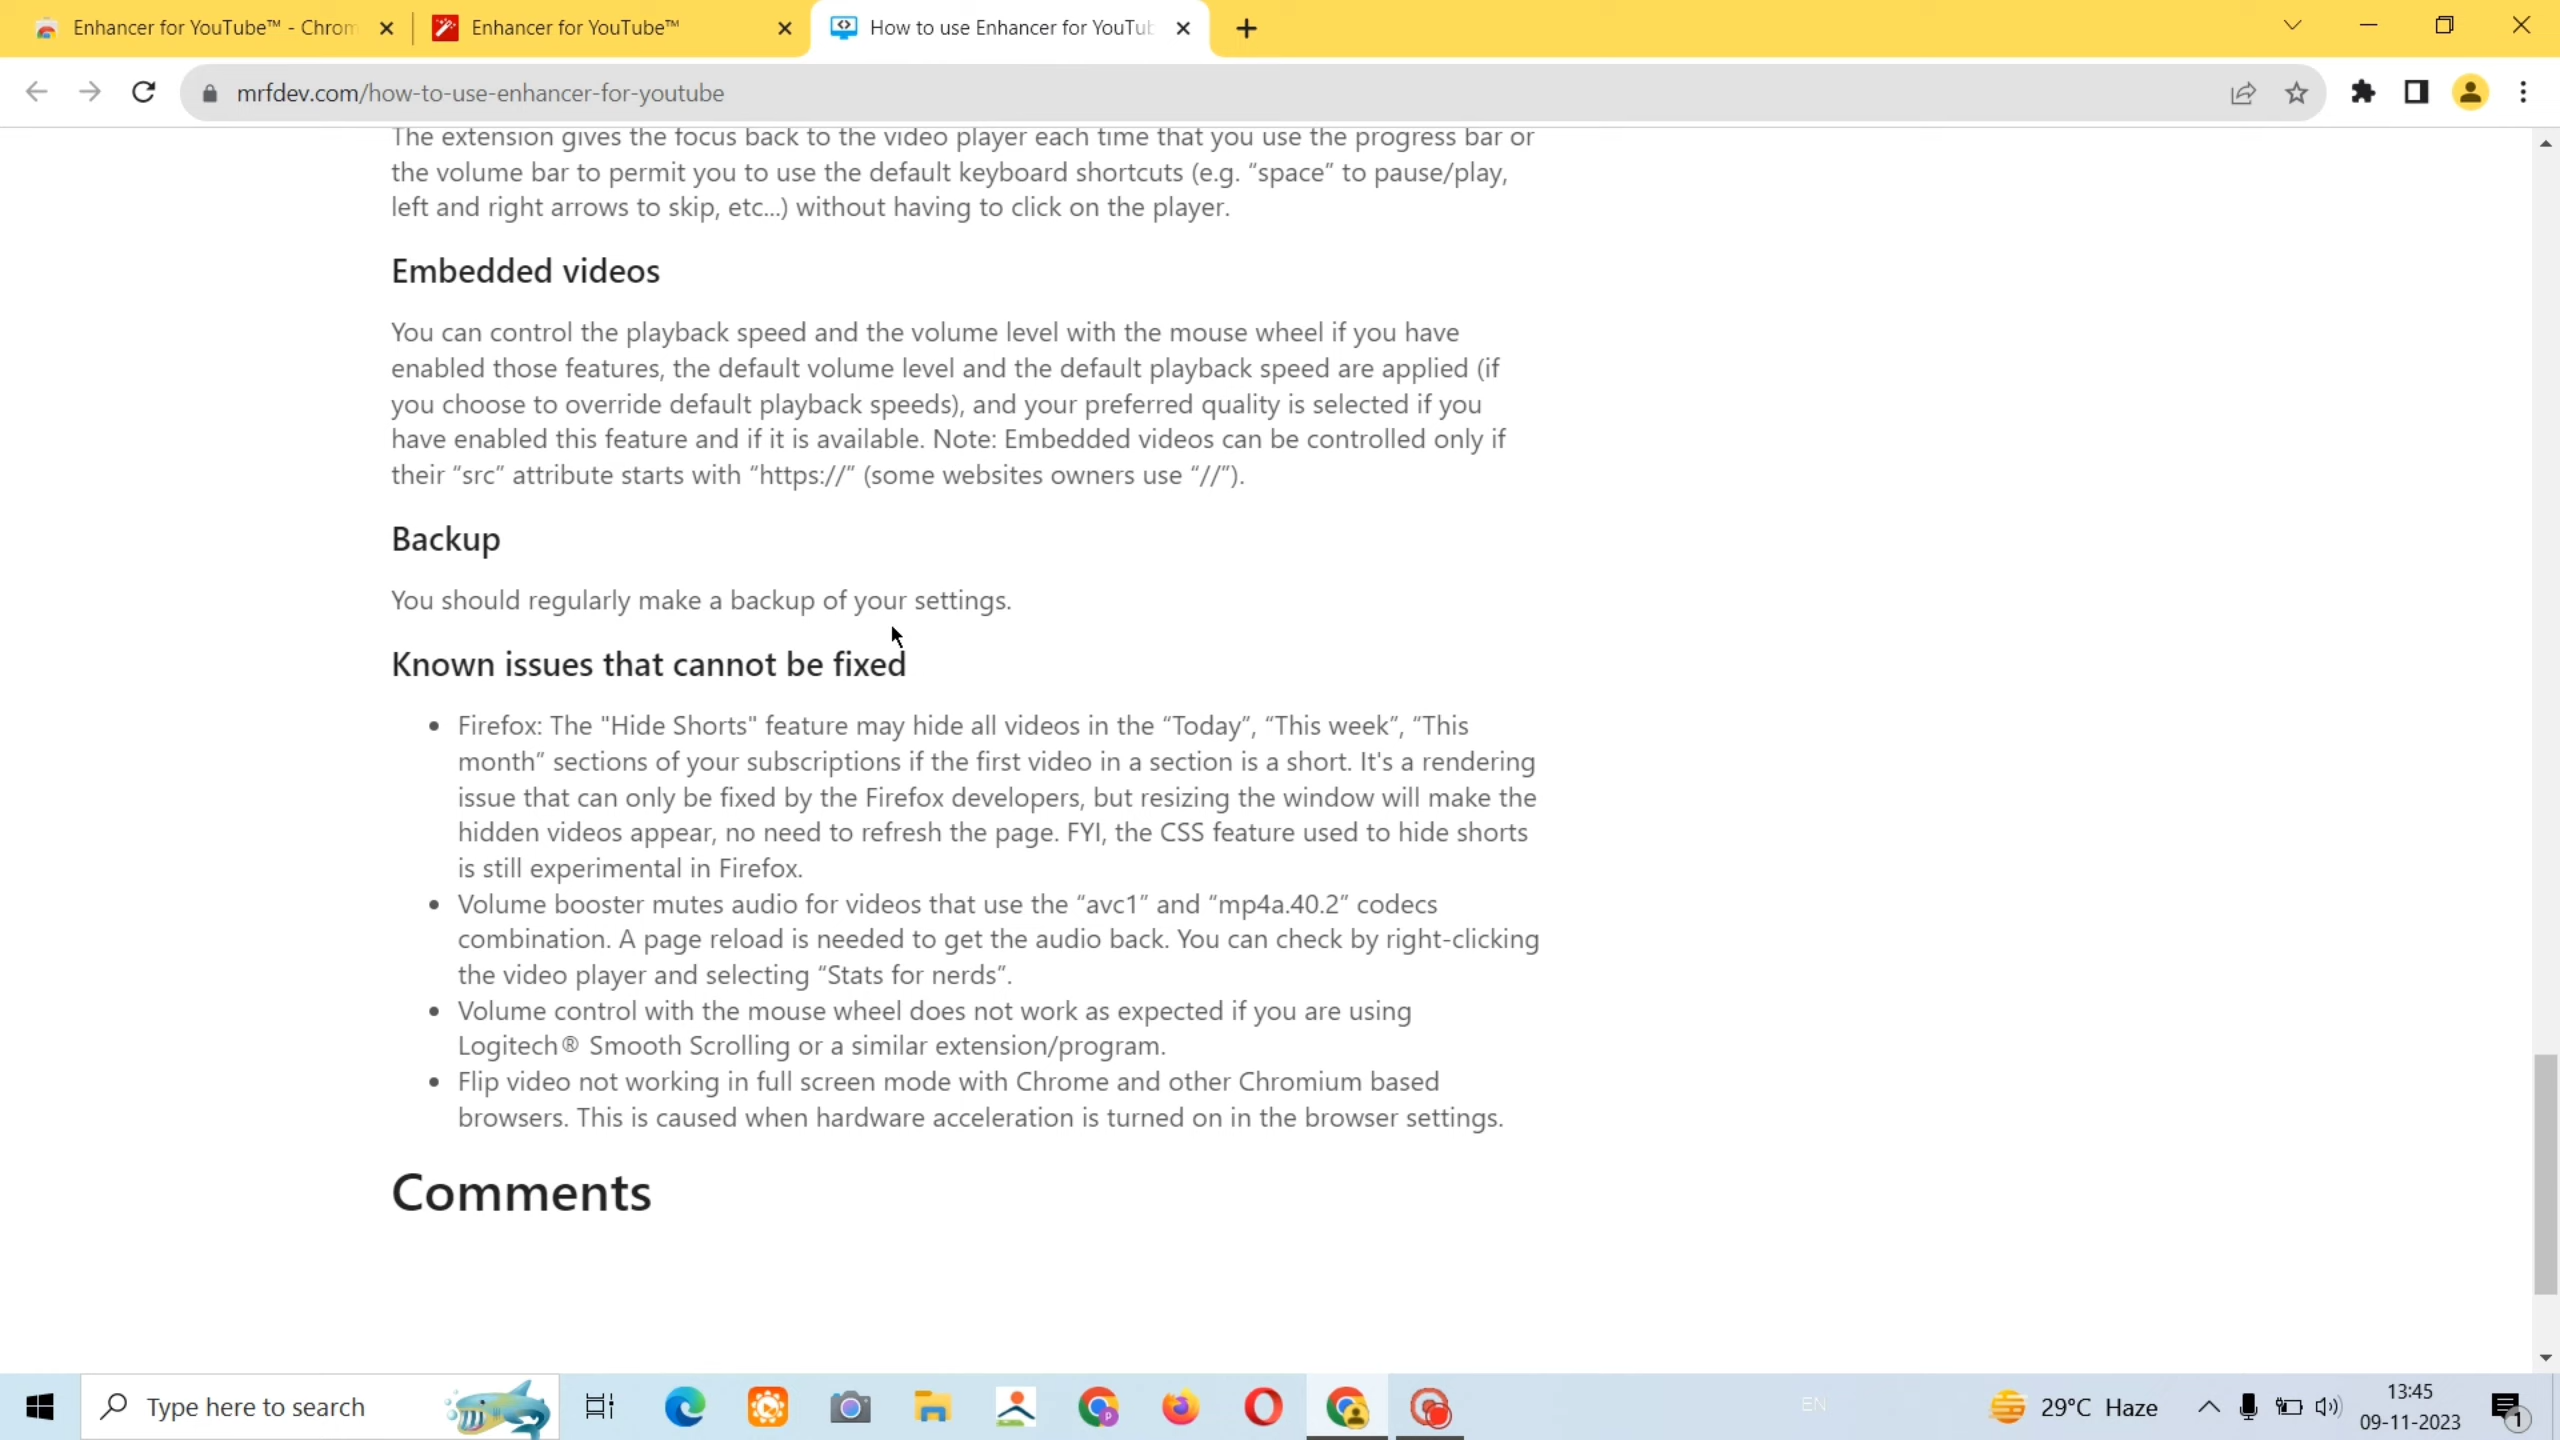 Enhancer for YouTube™ - Chrom
Enhancer for YouTube™
How to use Enhancer for YouTub
mrfdev.com/how-to-use-enhancer-for-youtube
The extension gives the focus back to the video player each time that you use the progress bar or
the volume bar to permit you to use the default keyboard shortcuts (e.g. “space” to pause/play,
left and right arrows to skip, etc...) without having to click on the player.
Embedded videos
You can control the playback speed and the volume level with the mouse wheel if you have
enabled those features, the default volume level and the default playback speed are applied (if
you choose to override default playback speeds), and your preferred quality is selected if you
have enabled this feature and if it is available. Note: Embedded videos can be controlled only if
their “src” attribute starts with “https://” (some websites owners use “//”).
Backup
You should regularly make a backup of your settings.
Known issues that cannot be fixed
• Firefox: The "Hide Shorts" feature may hide all videos in the “Today”, “This week”, “This
month” sections of your subscriptions if the first video in a section is a short. It's a rendering
issue that can only be fixed by the Firefox developers, but resizing the window will make the
hidden videos appear, no need to refresh the page. FYI, the CSS feature used to hide shorts
is still experimental in Firefox.
• Volume booster mutes audio for videos that use the “avc1” and “mp4a.40.2” codecs
combination. A page reload is needed to get the audio back. You can check by right-clicking
the video player and selecting “Stats for nerds”.
• Volume control with the mouse wheel does not work as expected if you are using
Logitech® Smooth Scrolling or a similar extension/program.
• Flip video not working in full screen mode with Chrome and other Chromium based
browsers. This is caused when hardware acceleration is turned on in the browser settings.
Comments
Type here to search
p
EN
29°C Haze
13:45
09-11-2023
1